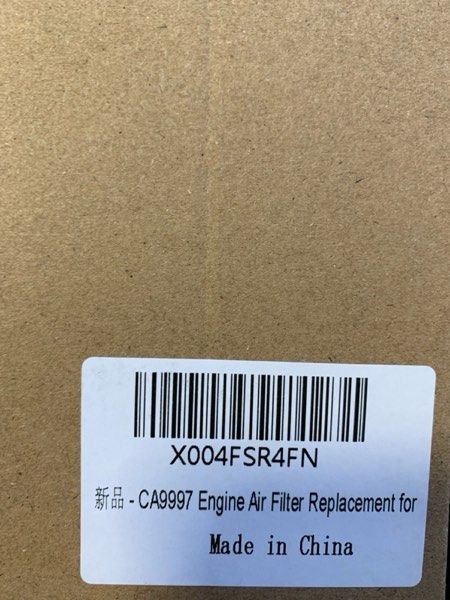 X004FSR4FN
新品 - CA9997 Engine Air Filter Replacement for
Made in China